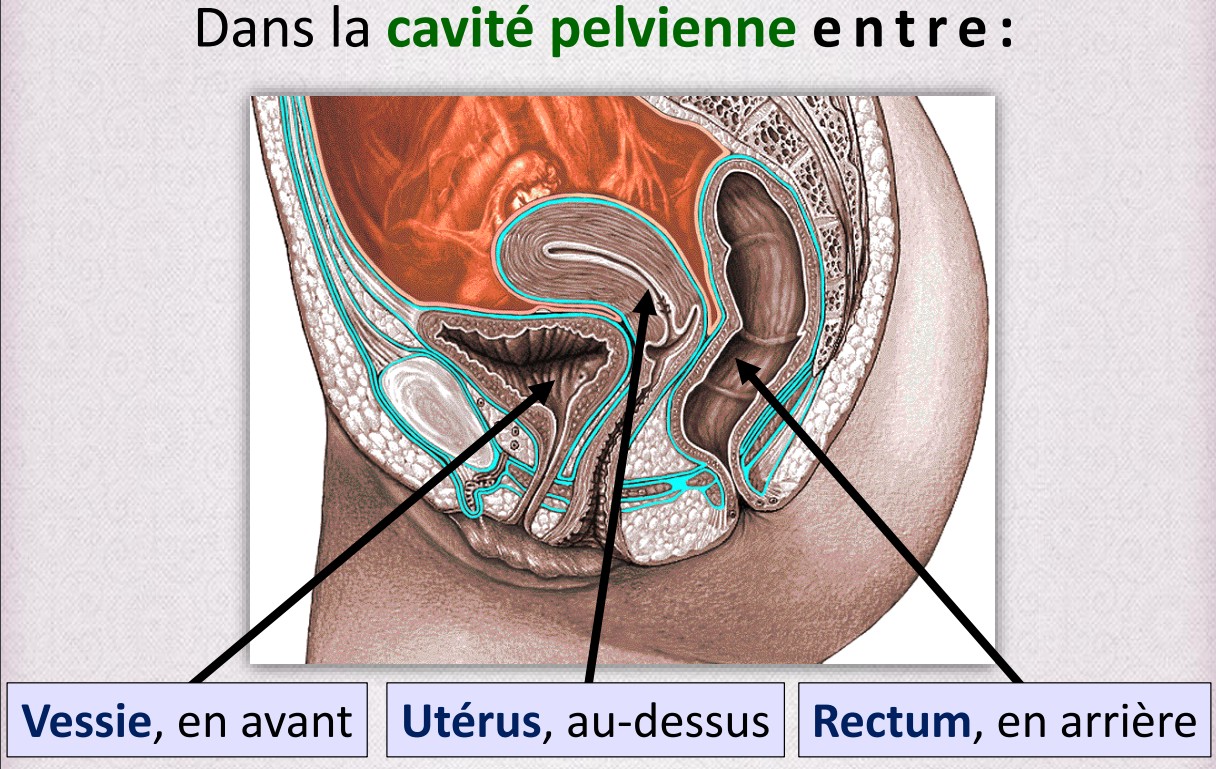 Dans la cavité pelvienne entre :
Vessie, en avant
Utérus, au-dessus
Rectum, en arrière